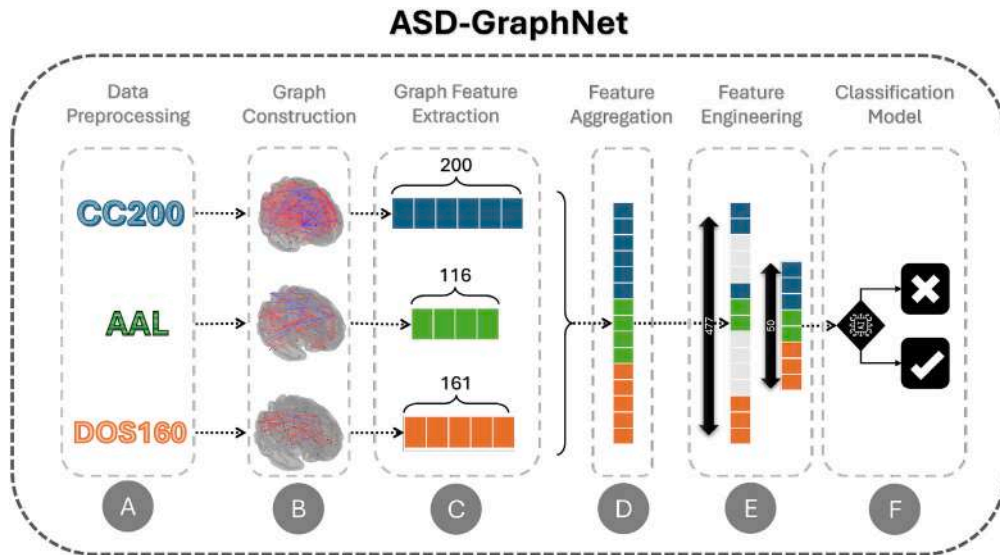 ASD-GraphNet
Data
Preprocessing
Graph
Construction
Graph Feature
Extraction
Feature
Aggregation
Feature
Engineering
Classification
Model
200
CC200
116
AAL
477
50
AI
161
DOS160
A
B
C
D
E
F